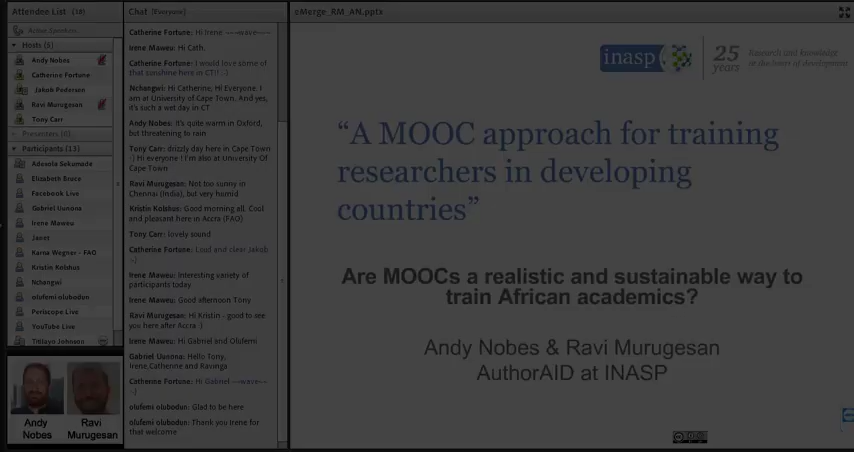 Attendee List (18)
Active Speakers
Hosts (5)
Andy Nobes
Catherine Fortune
Jakob Pedersen
Ravi Murugesan
Tony Carr
Presenters (0)
Participants (13)
Adesola Sekumade
Elizabeth Bruce
Facebook Live
Gabriel Uunona
Irene Maweu
Janet
Karna Wegner - FAO
Kristin Kolshus
Nchengwi
olufemi olubodun
Periscope Live
YouTube Live
Titilayo Johnson
Andy
Nobes
Ravi
Murugesan
Chat (Everyone)
Catherine Fortune: Hi Irene ~~wave~~
Irene Maweu: Hi Cath.
Catherine Fortune: I would love some of
that sunshine here in CT!! :-)
Nchengwi: Hi Catherine, Hi Everyone. I
am at University of Cape Town. And yes,
it's such a wet day in CT
Andy Nobes: It's quite warm in Oxford,
but threatening to rain
Tony Carr: drizzly day here in Cape Town
:-) Hi everyone ! I'm also at University Of
Cape Town
Ravi Murugesan: Not too sunny in
Chennai (India), but very humid
Kristin Kolshus: Good morning all. Cool
and pleasant here in Accra (FAO)
Tony Carr: lovely sound
Catherine Fortune: Loud and clear Jakob
:-)
Irene Maweu: Interesting variety of
participants today
Irene Maweu: Good afternoon Tony
Ravi Murugesan: Hi Kristin - good to see
you here after Accra :)
Irene Maweu: Hi Gabriel and Olufemi
Gabriel Uunona: Hello Tony,
Irene,Catherine and Ravinga
Catherine Fortune: Hi Gabriel ~~wave~~
:-)
olufemi olubodun: Glad to be here
olufemi olubodun: Thank you Irene for
that welcome
eMerge_RM_AN.pptx
inasp
25
years
Research and knowledge
at the heart of development
“A MOOC approach for training
researchers in developing
countries”
Are MOOCs a realistic and sustainable way to
train African academics?
Andy Nobes & Ravi Murugesan
AuthorAID at INASP